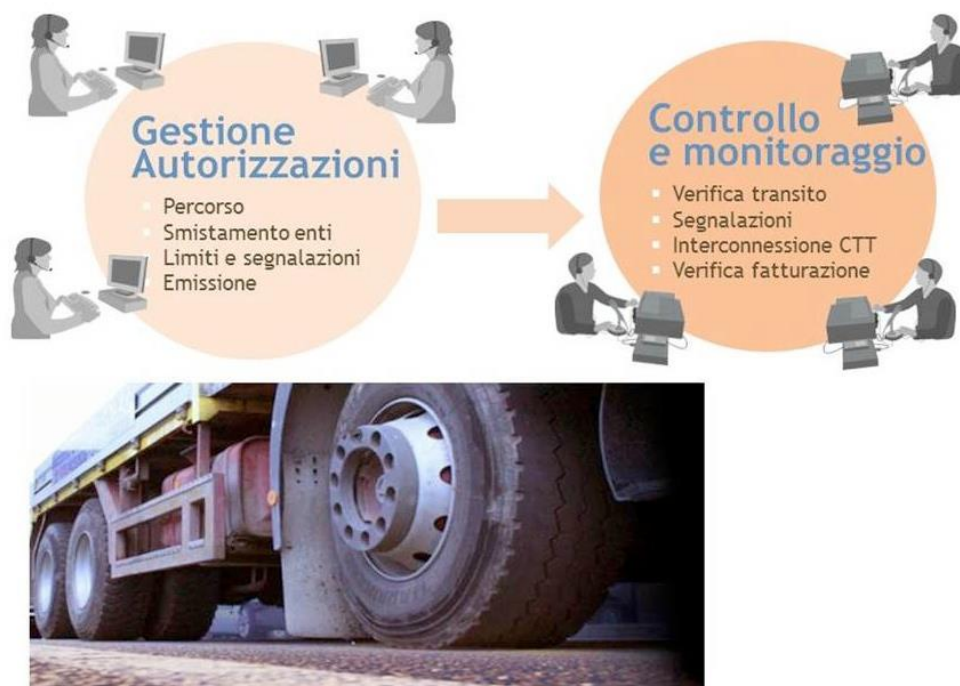 Gestione
Autorizzazioni
Percorso
Smistamento enti
Limiti e segnalazioni
Emissione
Controllo
e monitoraggio
Verifica transito
Segnalazioni
Interconnessione CTT
Verifica fatturazione